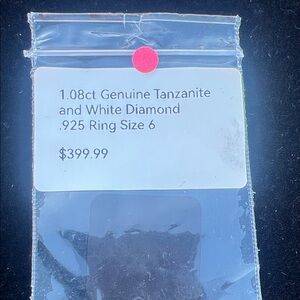 1.08ct Genuine Tanzanite
and White Diamond
.925 Ring Size 6
$399.99